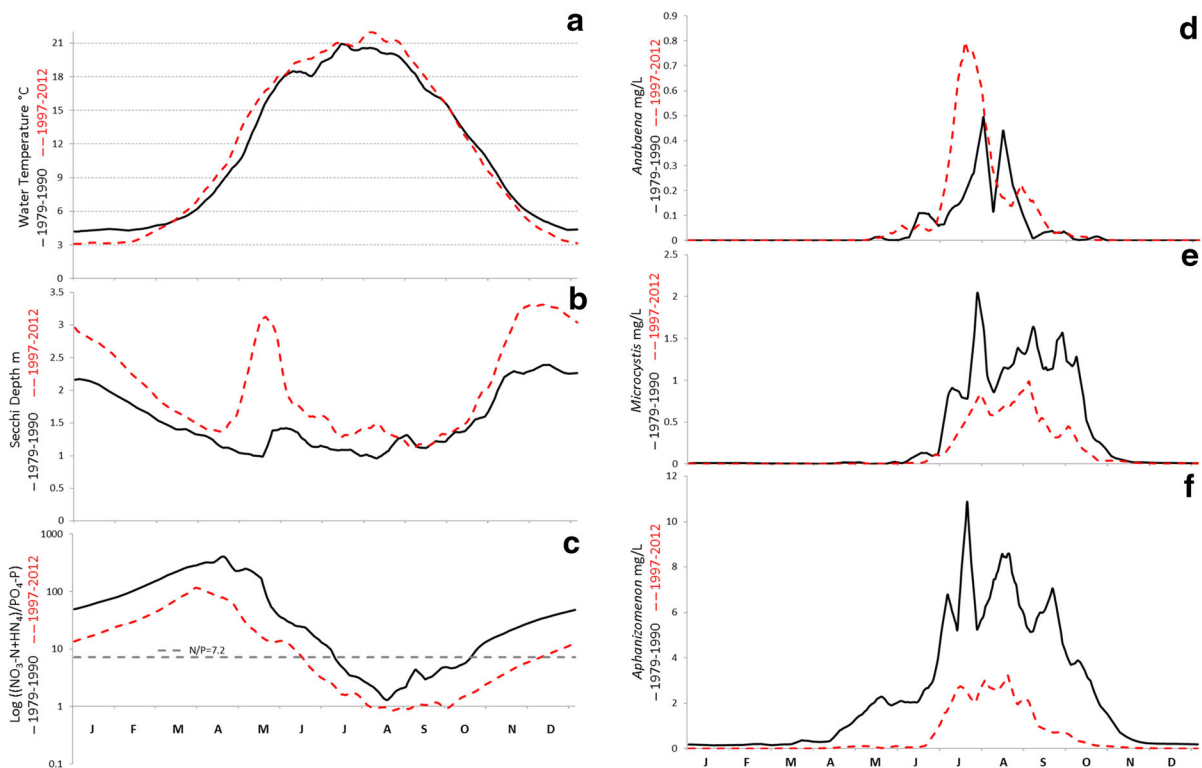 a
Water Temperature °C
– 1979-1990 – – 1997-2012
21
18
15
12
9
6
3
0
b
Secchi Depth m
– 1979-1990 – – 1997-2012
3.5
3
2.5
2
1.5
1
0.5
0
c
Log ((NO3-N+HN4)/PO4-P)
– 1979-1990 – – 1997-2012
1000
100
10
1
0.1
N/P=7.2
J F M A M J J A S O N D
d
Anabaena mg/L
– 1979-1990 – – 1997-2012
0.9
0.8
0.7
0.6
0.5
0.4
0.3
0.2
0.1
0
e
Microcystis mg/L
– 1979-1990 – – 1997-2012
2.5
2
1.5
1
0.5
0
f
Aphanizomenon mg/L
– 1979-1990 – – 1997-2012
12
10
8
6
4
2
0
J F M A M J J A S O N D